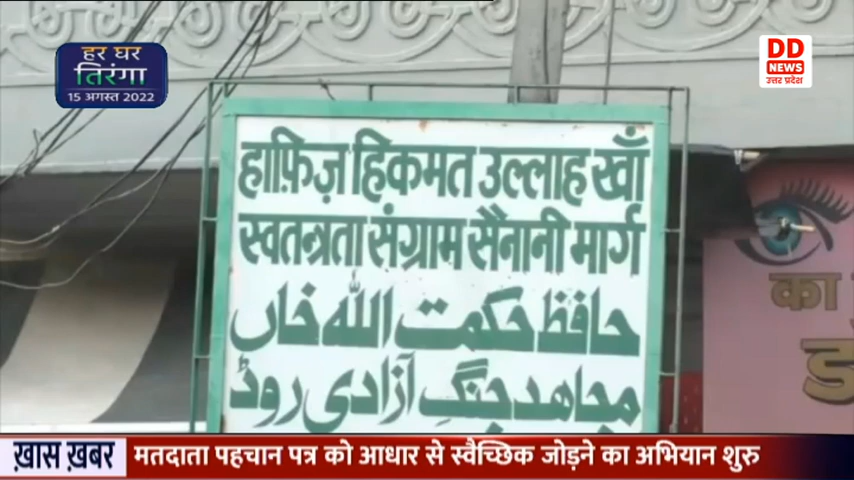 हर घर
तिरंगा
15 अगस्त 2022
DD
NEWS
उत्तर प्रदेश
हाफ़िज़ हिकमत उल्लाह खाँ
स्वतन्त्रता संग्राम सैनानी मार्ग
حافظ حکمت اللہ خاں
مجاھد جنگِ آزادی روڈ
का
ख़ास ख़बर
मतदाता पहचान पत्र को आधार से स्वैच्छिक जोड़ने का अभियान शुरु